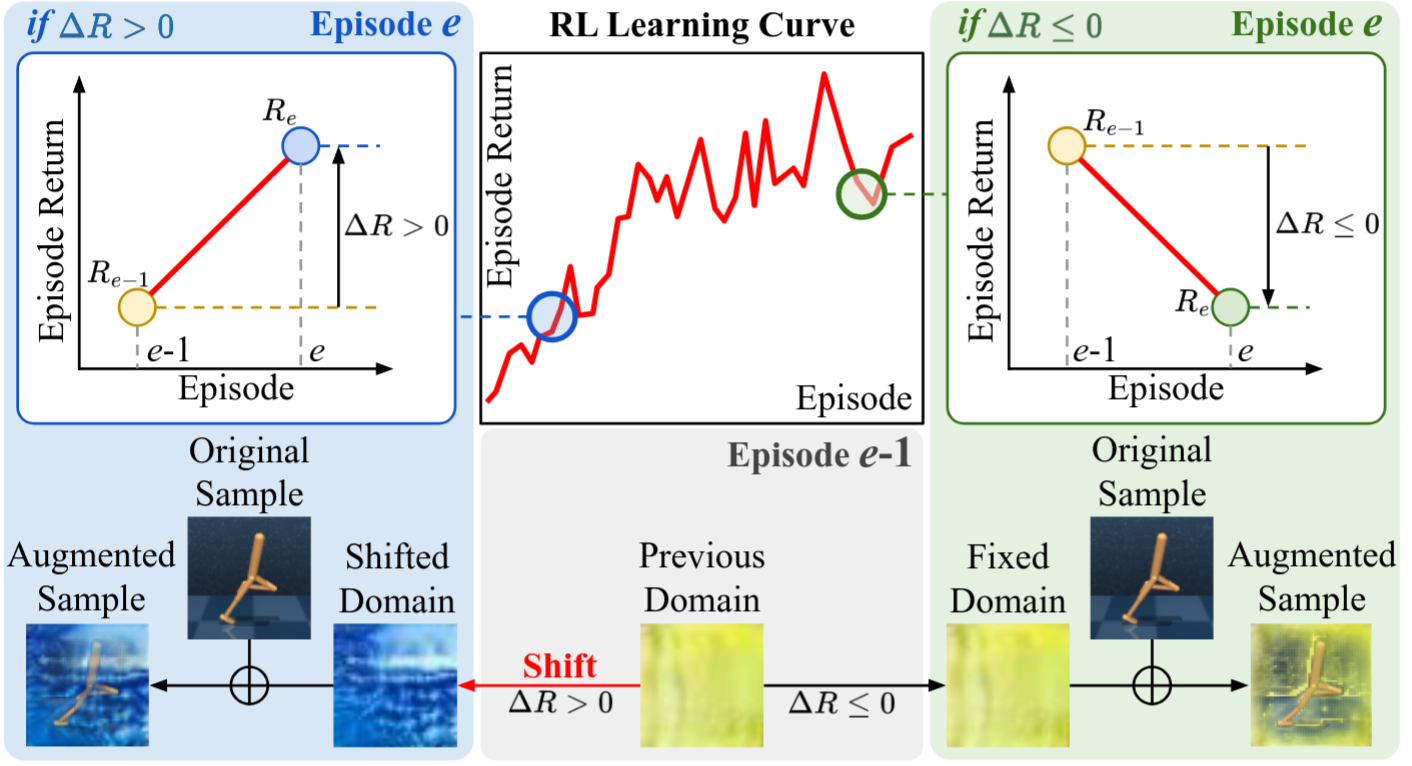 if ΔR > 0
Episode e
Episode Return
R_e
R_{e−1}
ΔR > 0
e-1
e
Episode
RL Learning Curve
Episode Return
Episode
if ΔR ≤ 0
Episode e
Episode Return
R_{e−1}
R_e
ΔR ≤ 0
e-1
e
Episode
Original
Sample
Augmented
Sample
Shifted
Domain
Episode e-1
Previous
Domain
Shift
ΔR > 0
ΔR ≤ 0
Fixed
Domain
Original
Sample
Augmented
Sample